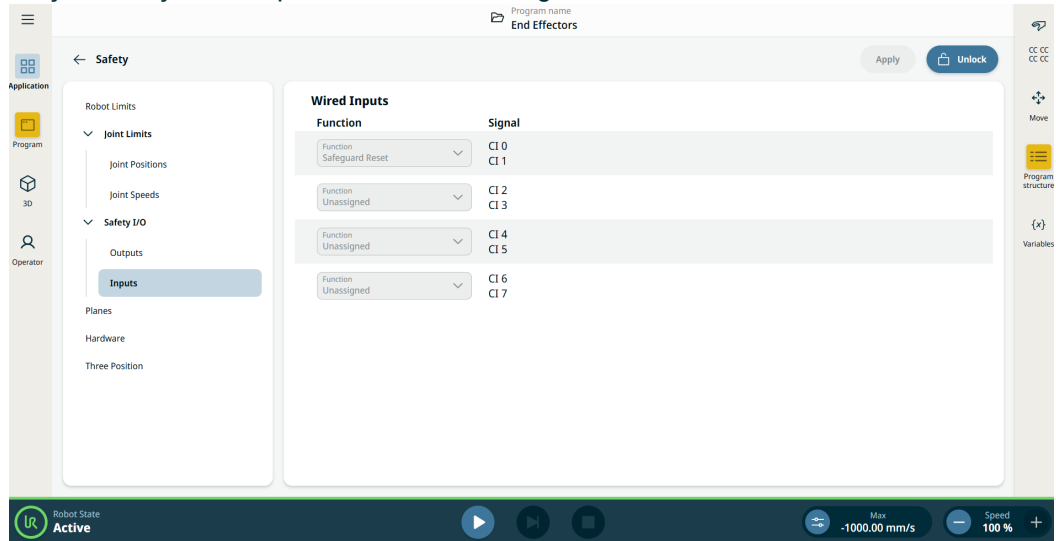 Program name
End Effectors
Safety
Apply
Unlock
CC CC
CC CC
Application
Program
3D
Operator
Robot Limits
Joint Limits
Joint Positions
Joint Speeds
Safety I/O
Outputs
Inputs
Planes
Hardware
Three Position
Wired Inputs
Function Signal
Function
Safeguard Reset
CI 0
CI 1
Function
Unassigned
CI 2
CI 3
Function
Unassigned
CI 4
CI 5
Function
Unassigned
CI 6
CI 7
Move
Program
structure
{x}
Variables
UR
Robot State
Active
Max
-1000.00 mm/s
Speed
100 %